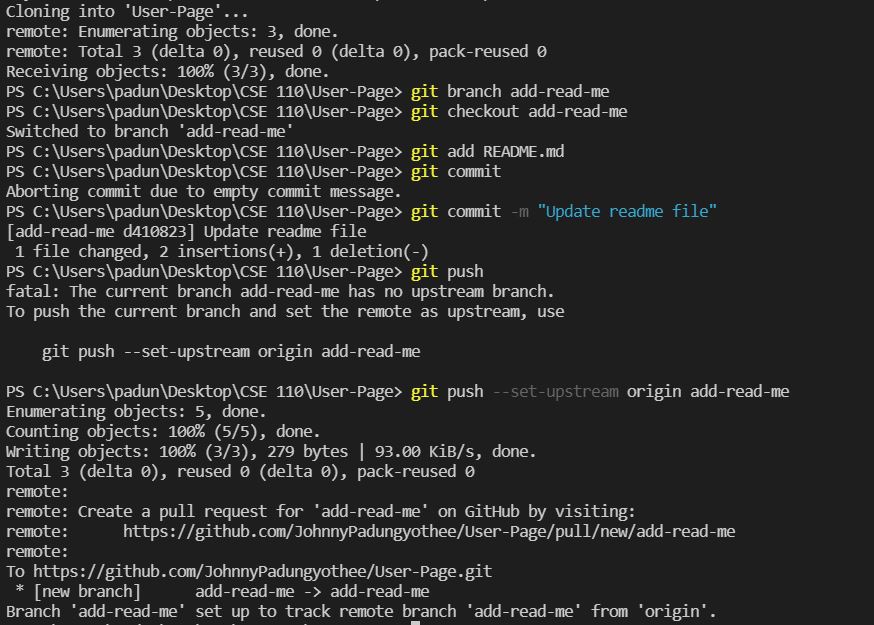 Cloning into 'User-Page'...
remote: Enumerating objects: 3, done.
remote: Total 3 (delta 0), reused 0 (delta 0), pack-reused 0
Receiving objects: 100% (3/3), done.
PS C:\Users\padun\Desktop\CSE 110\User-Page> git branch add-read-me
PS C:\Users\padun\Desktop\CSE 110\User-Page> git checkout add-read-me
Switched to branch 'add-read-me'
PS C:\Users\padun\Desktop\CSE 110\User-Page> git add README.md
PS C:\Users\padun\Desktop\CSE 110\User-Page> git commit
Aborting commit due to empty commit message.
PS C:\Users\padun\Desktop\CSE 110\User-Page> git commit -m "Update readme file"
[add-read-me d410823] Update readme file
 1 file changed, 2 insertions(+), 1 deletion(-)
PS C:\Users\padun\Desktop\CSE 110\User-Page> git push
fatal: The current branch add-read-me has no upstream branch.
To push the current branch and set the remote as upstream, use

    git push --set-upstream origin add-read-me

PS C:\Users\padun\Desktop\CSE 110\User-Page> git push --set-upstream origin add-read-me
Enumerating objects: 5, done.
Counting objects: 100% (5/5), done.
Writing objects: 100% (3/3), 279 bytes | 93.00 KiB/s, done.
Total 3 (delta 0), reused 0 (delta 0), pack-reused 0
remote:
remote: Create a pull request for 'add-read-me' on GitHub by visiting:
remote:      https://github.com/JohnnyPadungyothee/User-Page/pull/new/add-read-me
remote:
To https://github.com/JohnnyPadungyothee/User-Page.git
 * [new branch]      add-read-me -> add-read-me
Branch 'add-read-me' set up to track remote branch 'add-read-me' from 'origin'.